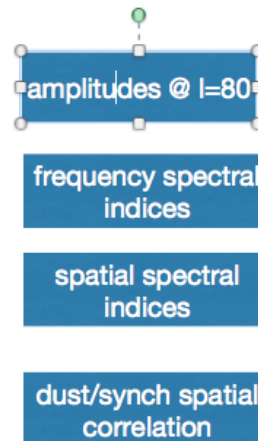 amplitudes @ l=80
frequency spectral
indices
spatial spectral
indices
dust/synch spatial
correlation